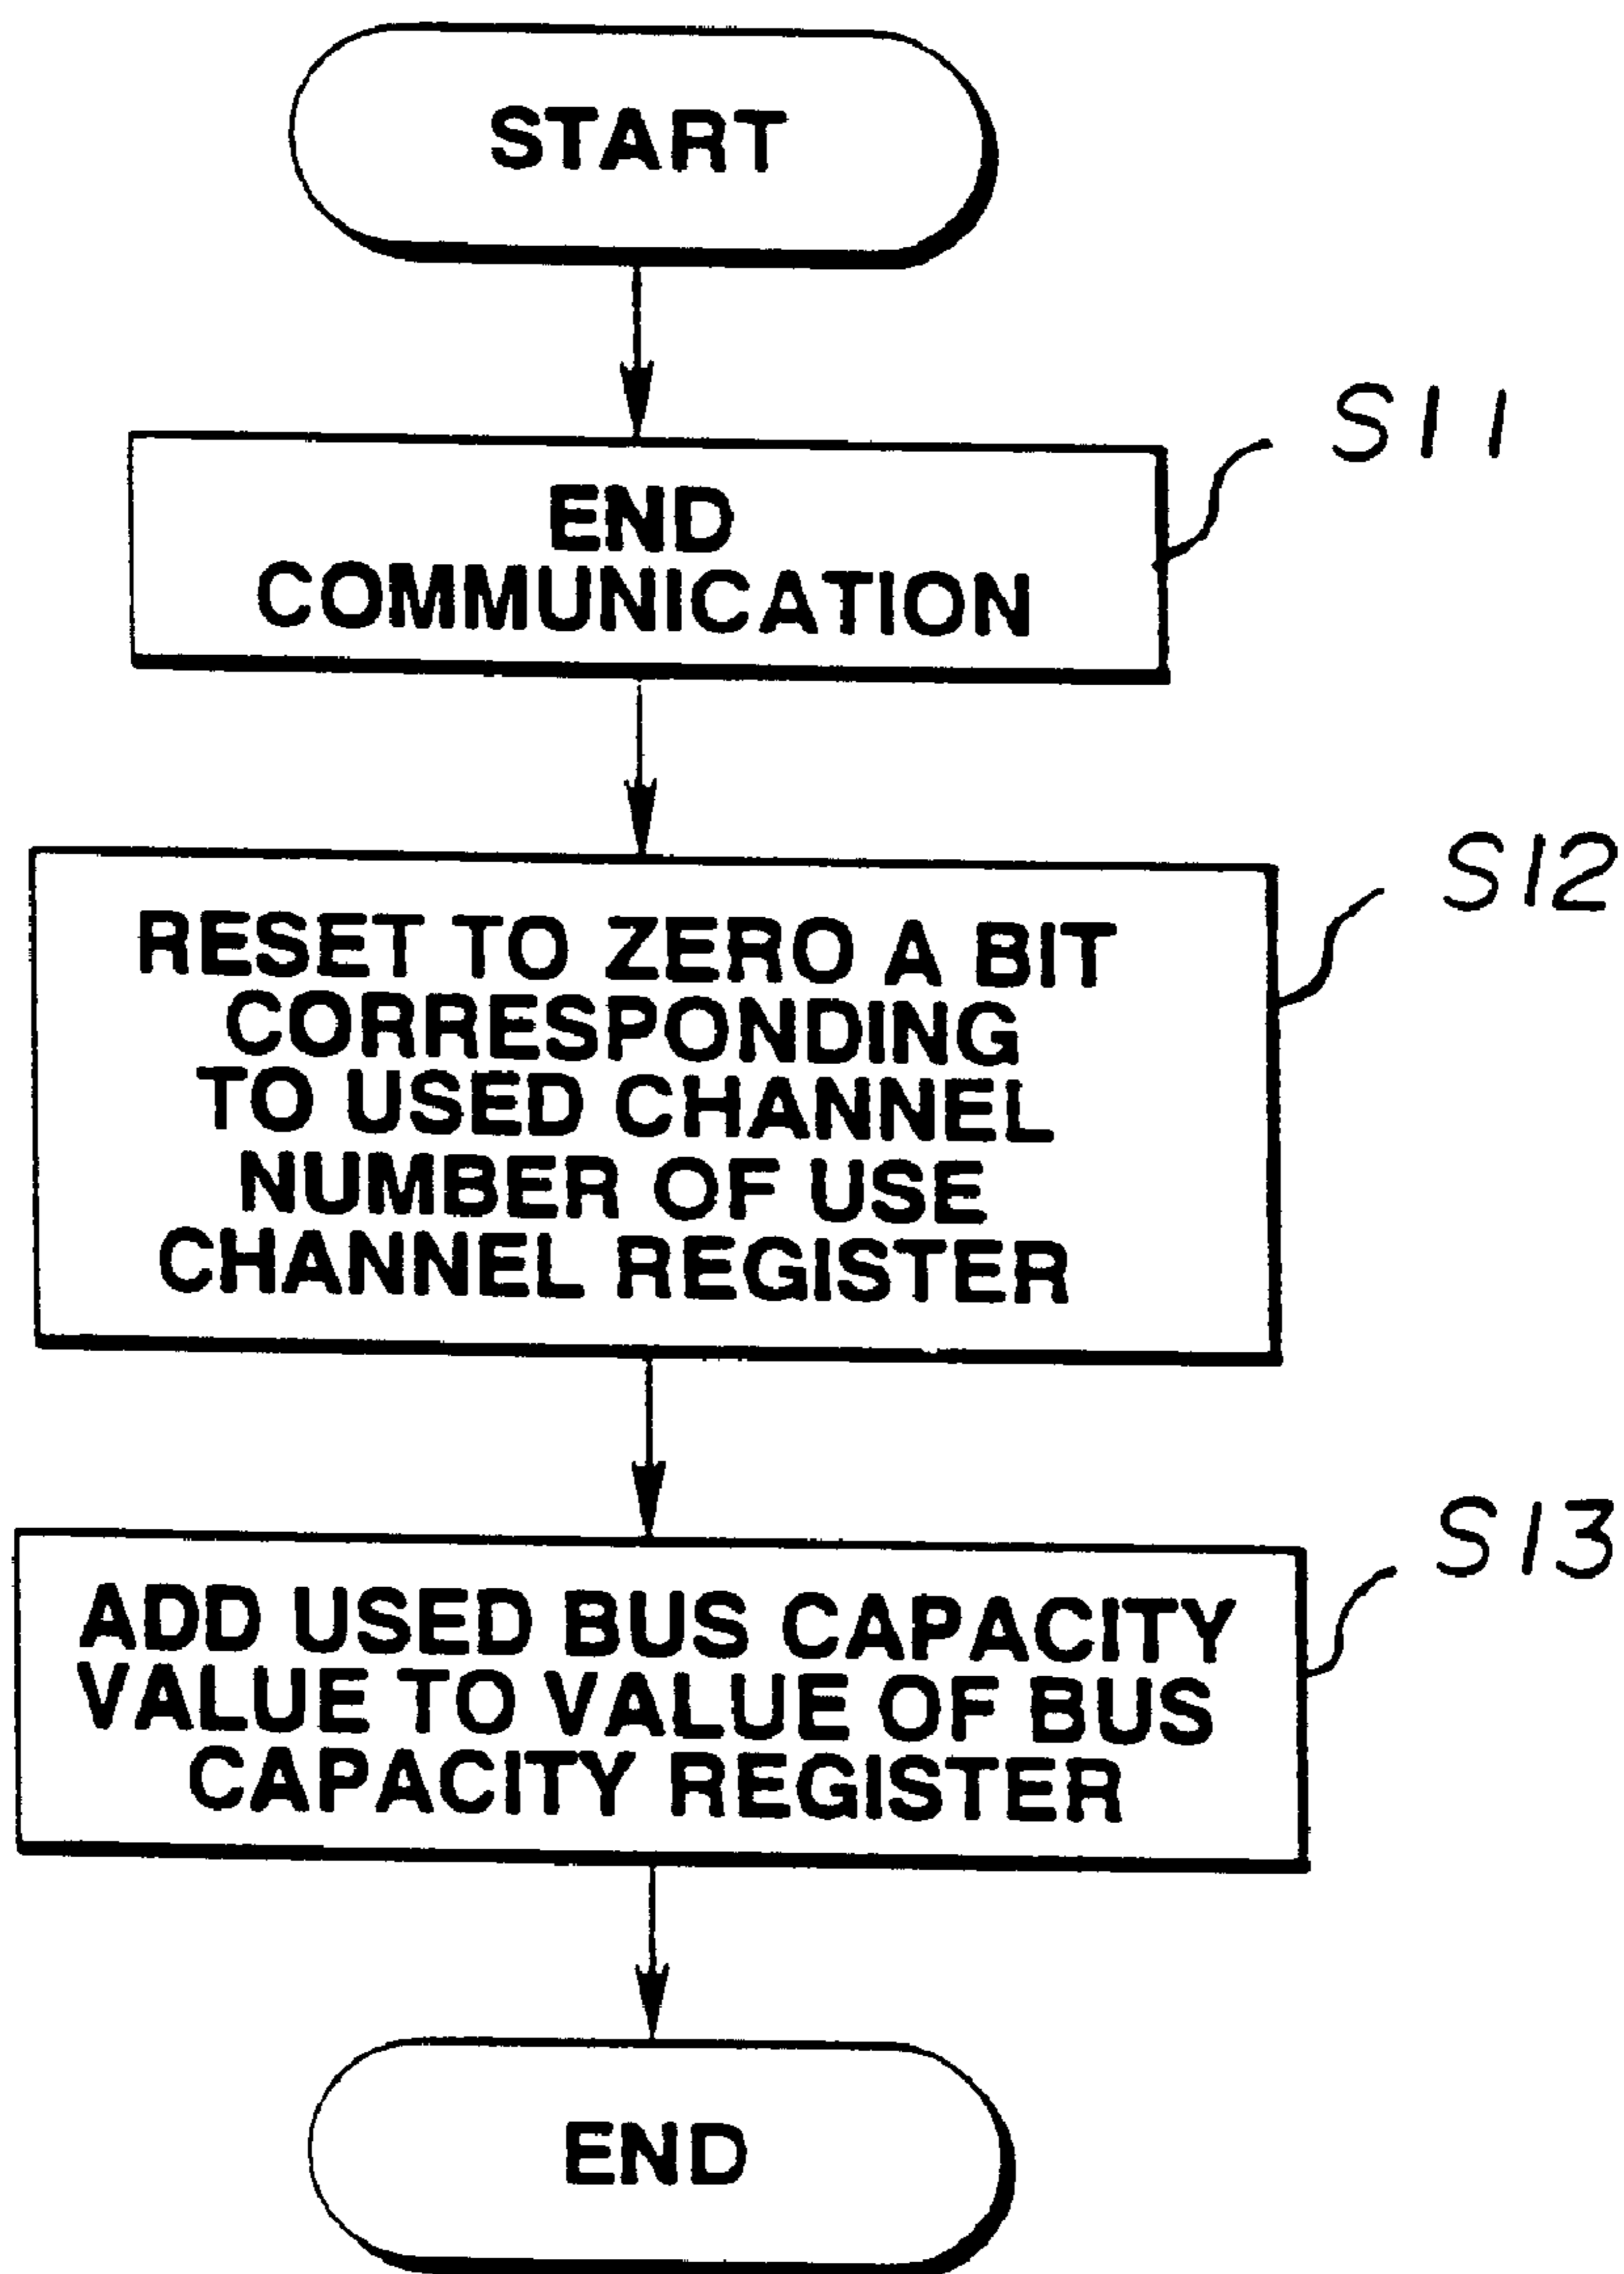 START
S11
END
COMMUNICATION
S12
RESET TO ZERO A BIT
CORRESPONDING
TO USED CHANNEL
NUMBER OF USE
CHANNEL REGISTER
S13
ADD USED BUS CAPACITY
VALUE TO VALUE OF BUS
CAPACITY REGISTER
END